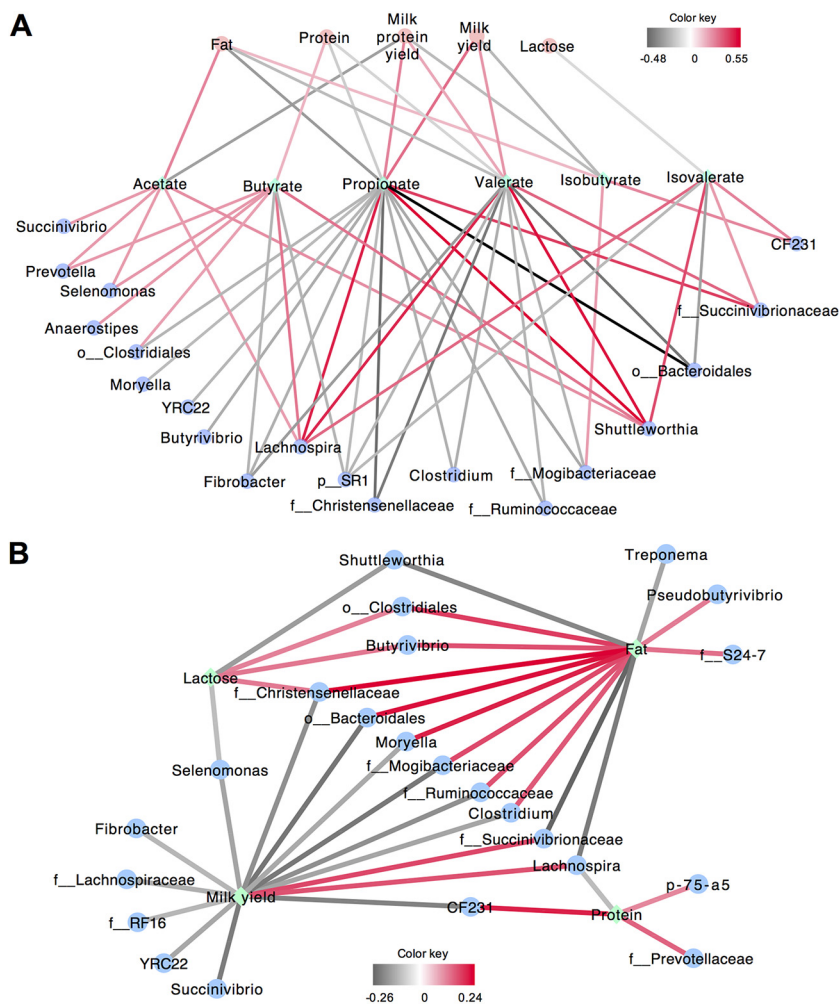 A
Fat
Protein
Milk
protein
yield
Milk
yield
Lactose
Color key
-0.48 0 0.55
Acetate
Butyrate
Propionate
Valerate
Isobutyrate
Isovalerate
Succinivibrio
CF231
Prevotella
Selenomonas
f__Succinivibrionaceae
Anaerostipes
o__Clostridiales
o__Bacteroidales
Moryella
YRC22
Butyrivibrio
Shuttleworthia
Lachnospira
Fibrobacter
p__SR1
Clostridium
f__Mogibacteriaceae
f__Christensenellaceae
f__Ruminococcaceae
B
Shuttleworthia
Treponema
o__Clostridiales
Pseudobutyrivibrio
Butyrivibrio
Fat
f__S24-7
Lactose
f__Christensenellaceae
o__Bacteroidales
Moryella
Selenomonas
f__Mogibacteriaceae
f__Ruminococcaceae
Clostridium
Fibrobacter
f__Succinivibrionaceae
Lachnospira
f__Lachnospiraceae
p-75-a5
Milk yield
CF231
Protein
f__RF16
YRC22
f__Prevotellaceae
Color key
Succinivibrio
-0.26 0 0.24